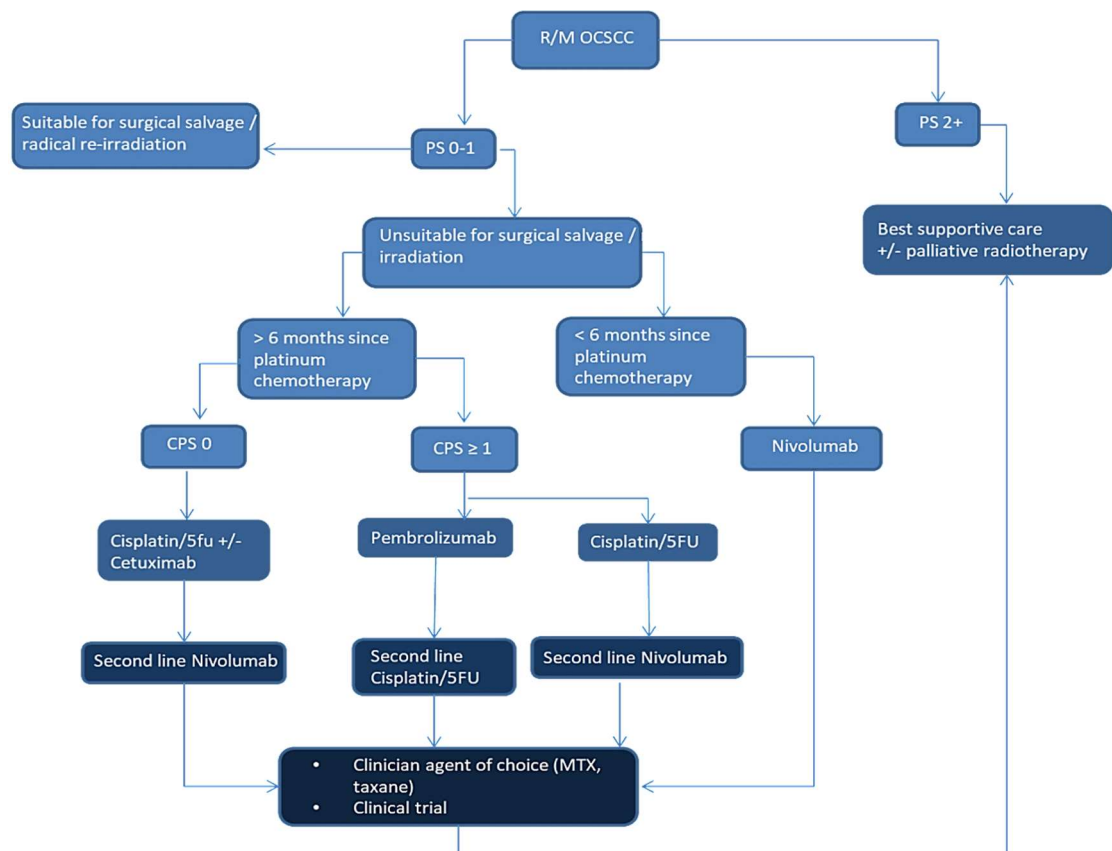 R/M OCSCC
Suitable for surgical salvage /
radical re-irradiation
PS 0-1
PS 2+
Unsuitable for surgical salvage /
irradiation
Best supportive care
+/- palliative radiotherapy
> 6 months since
platinum
chemotherapy
< 6 months since
platinum
chemotherapy
CPS 0
CPS ≥ 1
Nivolumab
Cisplatin/5fu +/-
Cetuximab
Pembrolizumab
Cisplatin/5FU
Second line Nivolumab
Second line
Cisplatin/5FU
Second line Nivolumab
• Clinician agent of choice (MTX,
taxane)
• Clinical trial